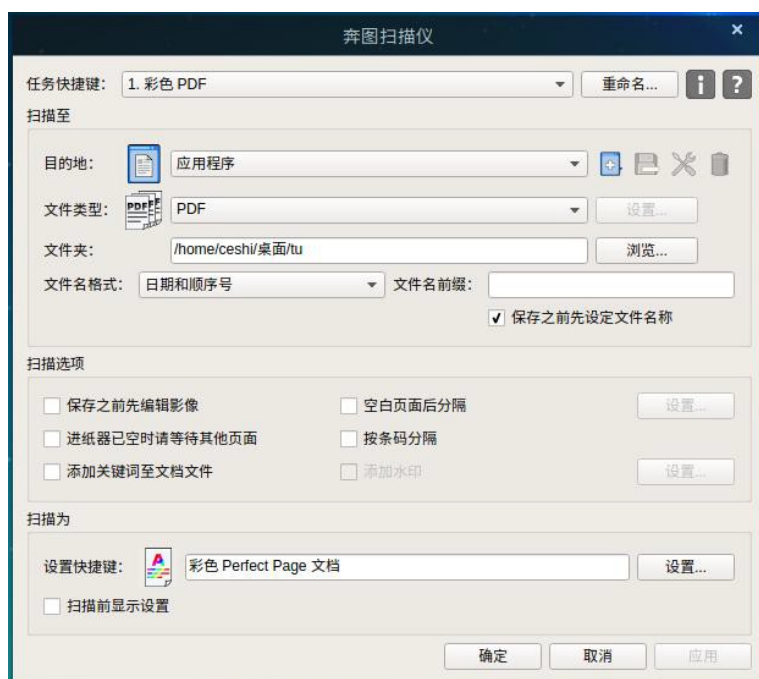 奔图扫描仪
×
任务快捷键： 1. 彩色 PDF 重命名... i ?
扫描至
目的地： 应用程序
文件类型： PDF PDF 设置...
文件夹： /home/ceshi/桌面/tu 浏览...
文件名格式： 日期和顺序号 文件名前缀：
保存之前先设定文件名称
扫描选项
保存之前先编辑影像 空白页面后分隔 设置...
进纸器已空时请等待其他页面 按条码分隔
添加关键词至文档文件 添加水印 设置...
扫描为
设置快捷键： A 彩色 Perfect Page 文档 设置...
扫描前显示设置
确定 取消 应用